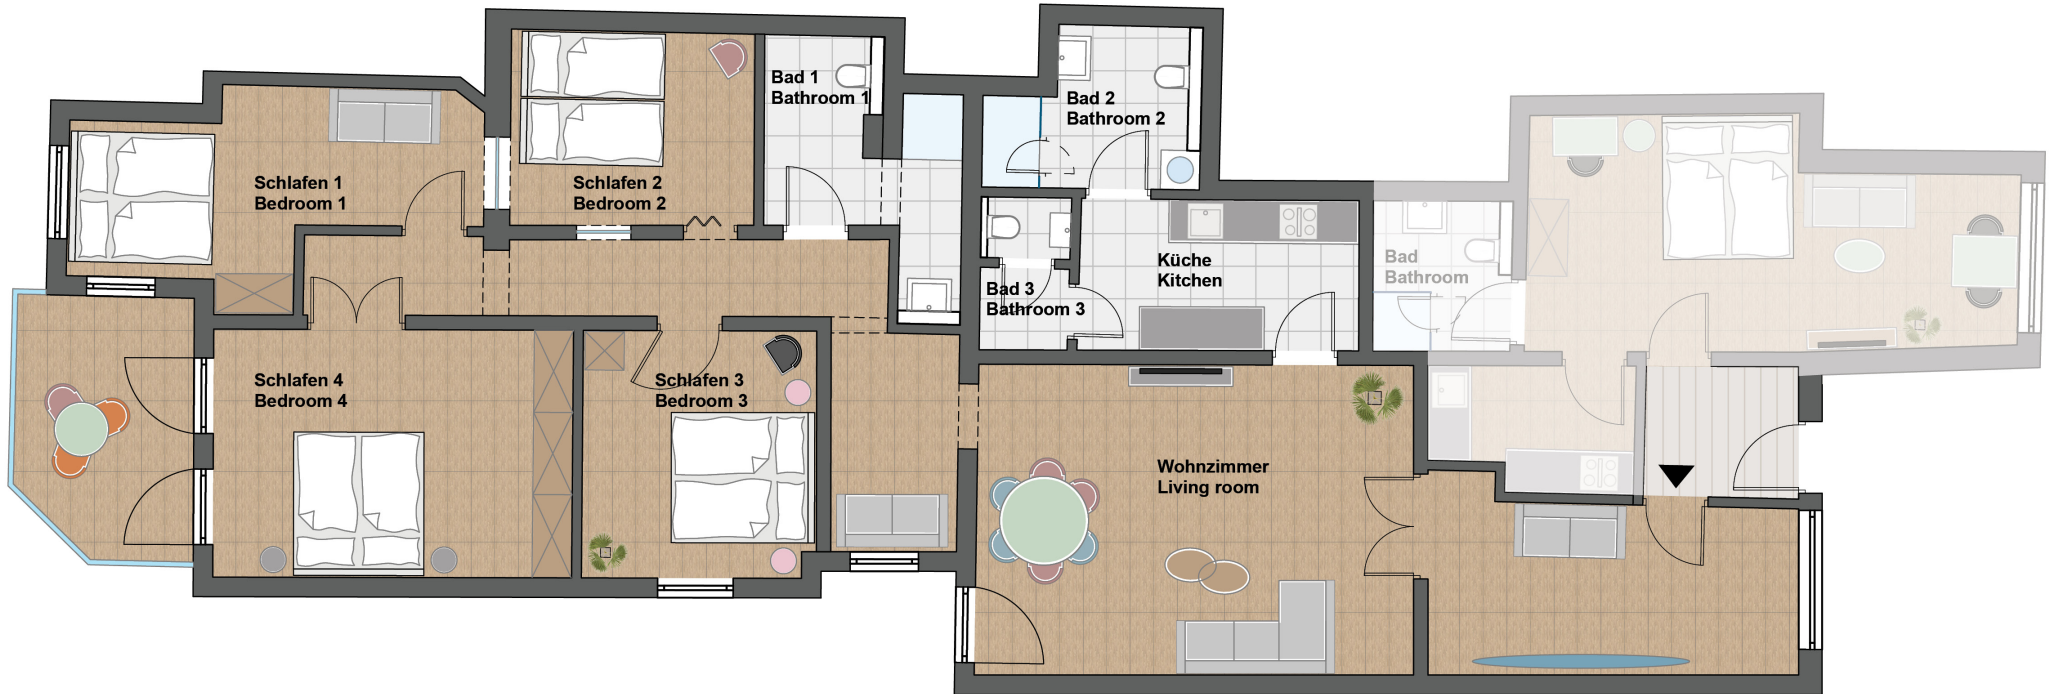 Schlafen 1
Bedroom 1
Schlafen 2
Bedroom 2
Bad 1
Bathroom 1
Bad 2
Bathroom 2
Bad 3
Bathroom 3
Küche
Kitchen
Bad
Bathroom
Schlafen 4
Bedroom 4
Schlafen 3
Bedroom 3
Wohnzimmer
Living room